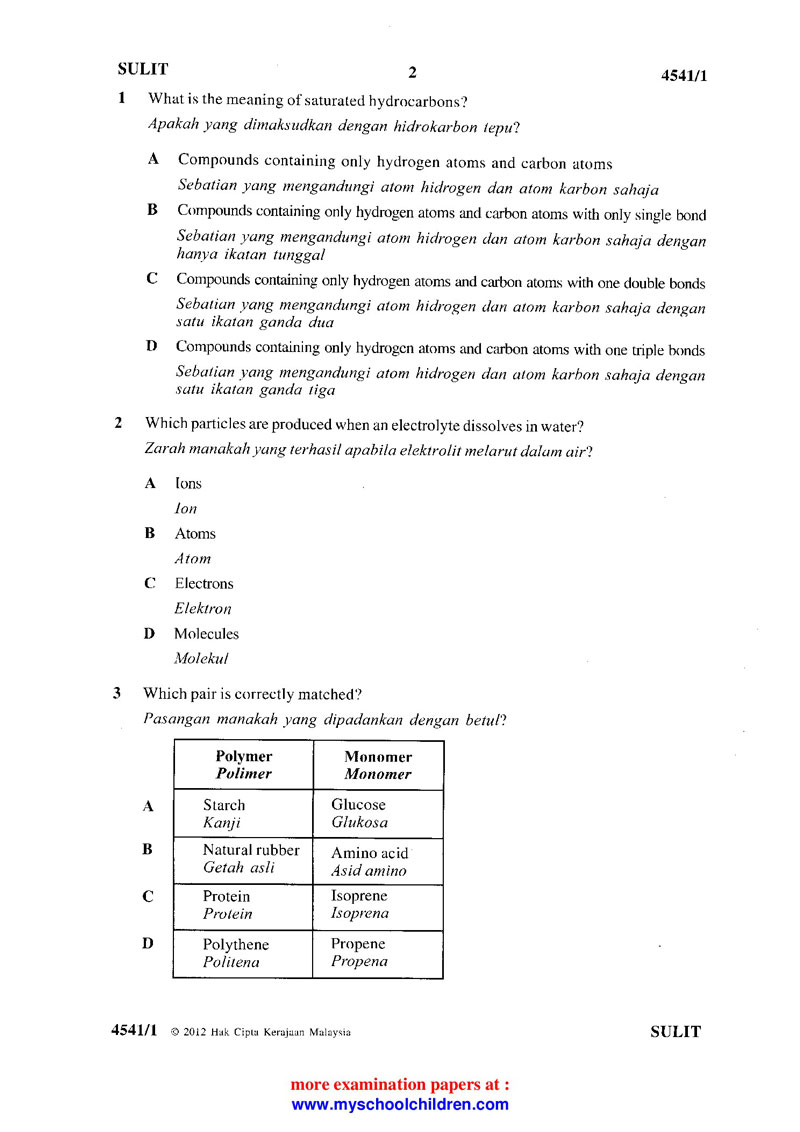 SULIT 2 4541/1
1 What is the meaning of saturated hydrocarbons?
Apakah yang dimaksudkan dengan hidrokarbon tepu?
A Compounds containing only hydrogen atoms and carbon atoms
Sebatian yang mengandungi atom hidrogen dan atom karbon sahaja
B Compounds containing only hydrogen atoms and carbon atoms with only single bond
Sebatian yang mengandungi atom hidrogen dan atom karbon sahaja dengan
hanya ikatan tunggal
C Compounds containing only hydrogen atoms and carbon atoms with one double bonds
Sebatian yang mengandungi atom hidrogen dan atom karbon sahaja dengan
satu ikatan ganda dua
D Compounds containing only hydrogen atoms and carbon atoms with one triple bonds
Sebatian yang mengandungi atom hidrogen dan atom karbon sahaja dengan
satu ikatan ganda tiga
2 Which particles are produced when an electrolyte dissolves in water?
Zarah manakah yang terhasil apabila elektrolit melarut dalam air?
A Ions
Ion
B Atoms
Atom
C Electrons
Elektron
D Molecules
Molekul
3 Which pair is correctly matched?
Pasangan manakah yang dipadankan dengan betul?
Polymer Monomer
Polimer Monomer
A Starch Glucose
Kanji Glukosa
B Natural rubber Amino acid
Getah asli Asid amino
C Protein Isoprene
Protein Isoprena
D Polythene Propene
Politena Propena
4541/1 © 2012 Hak Cipta Kerajaan Malaysia SULIT
more examination papers at :
www.myschoolchildren.com